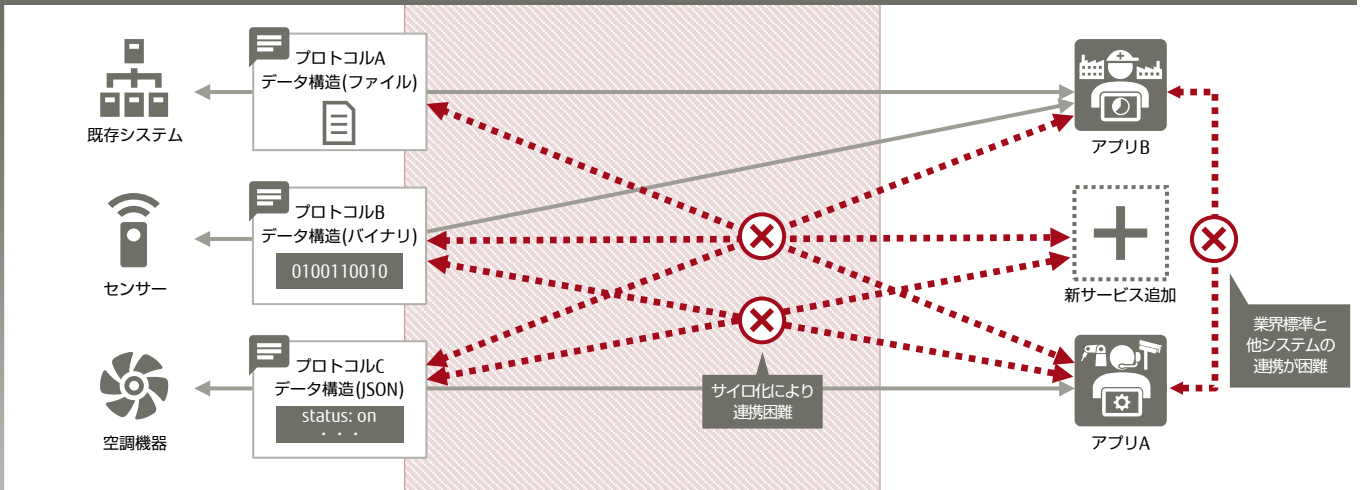 プロトコルA
データ構造(ファイル)
既存システム
プロトコルB
データ構造(バイナリ)
0100110010
センサー
プロトコルC
データ構造(JSON)
status: on
・・・
空調機器
サイロ化により
連携困難
アプリB
新サービス追加
アプリA
業界標準と
他システムの
連携が困難